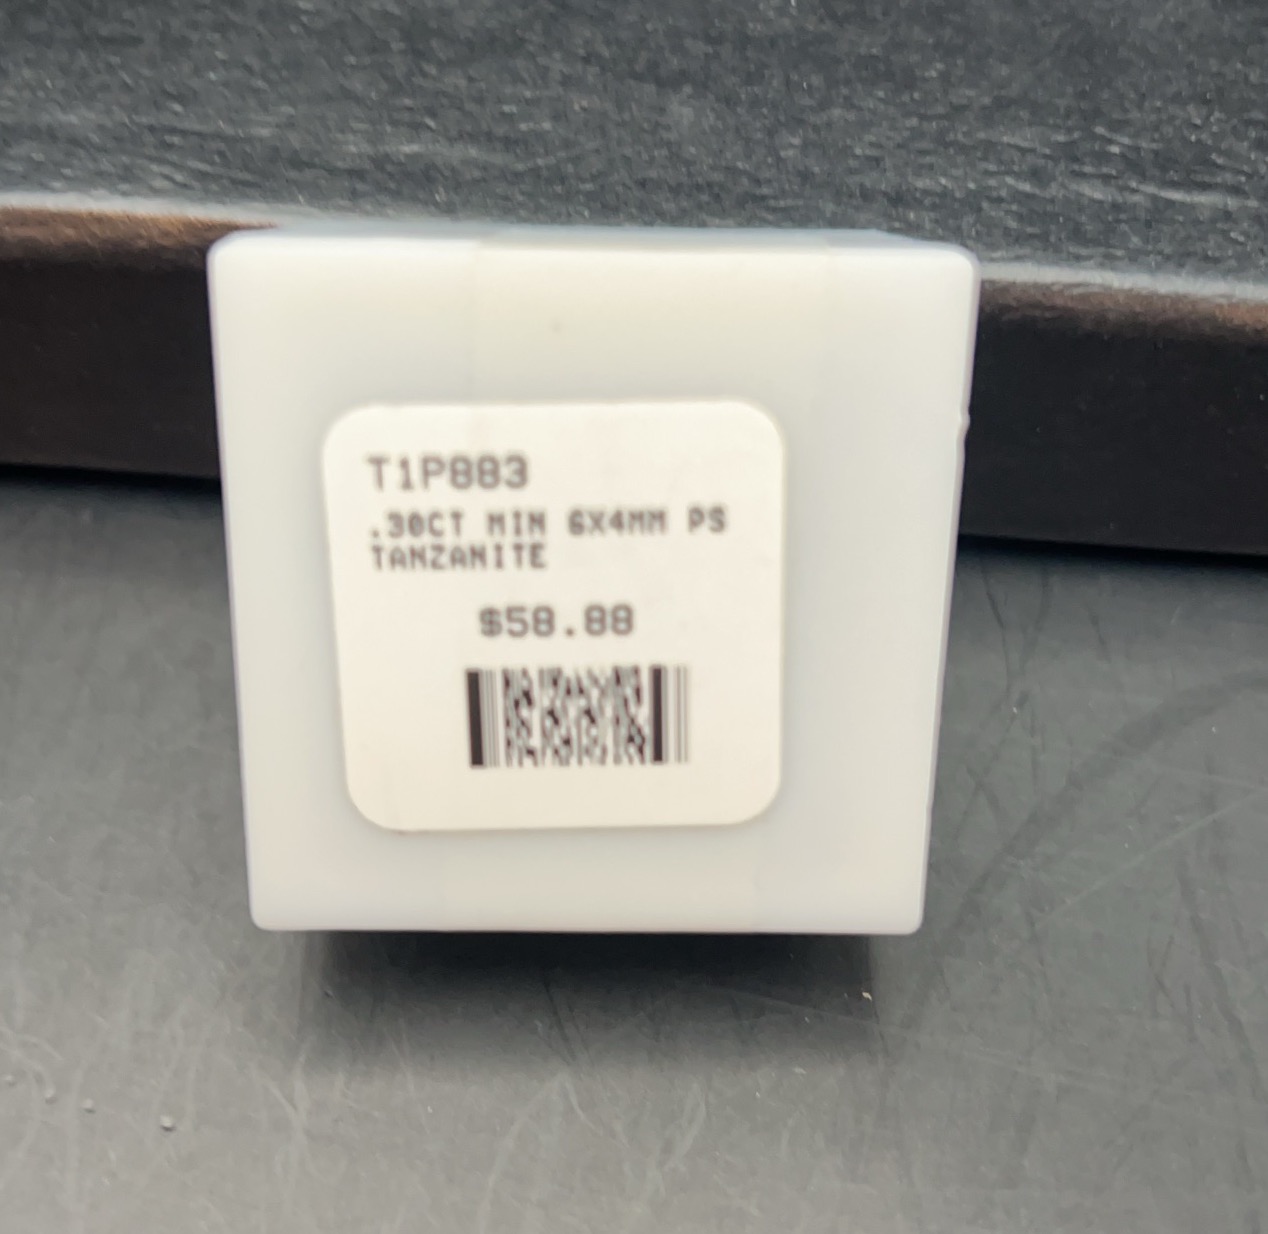 T1P883
.30CT MIN 6X4MM PS
TANZANITE
$58.88